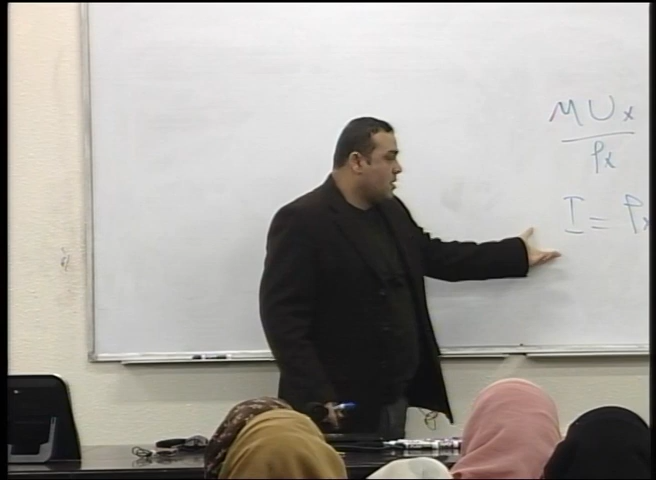 MUx
Px
I = Px